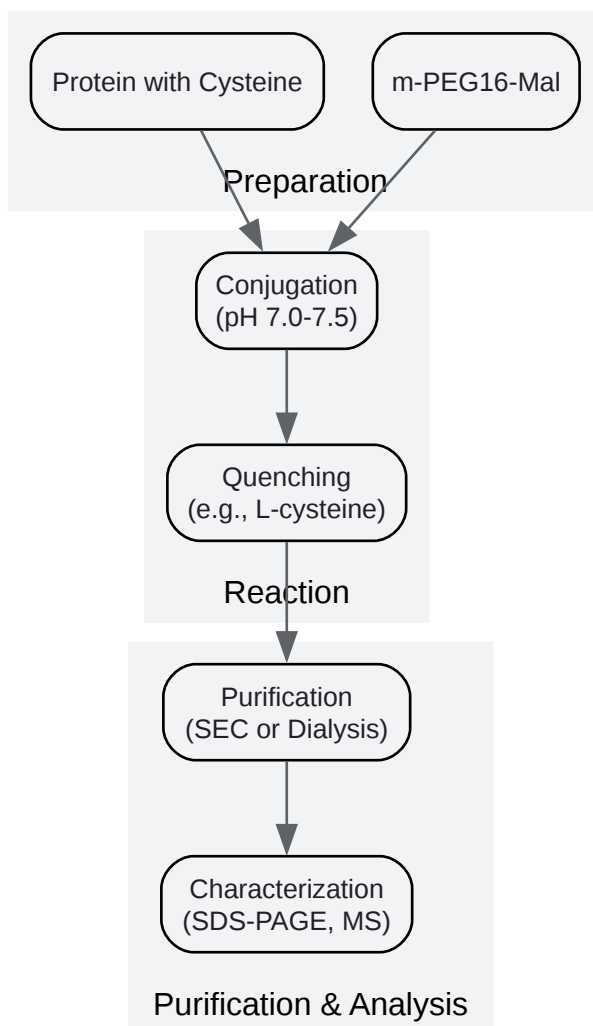 Protein with Cysteine
m-PEG16-Mal
Preparation
Conjugation
(pH 7.0-7.5)
Quenching
(e.g., L-cysteine)
Reaction
Purification
(SEC or Dialysis)
Characterization
(SDS-PAGE, MS)
Purification & Analysis